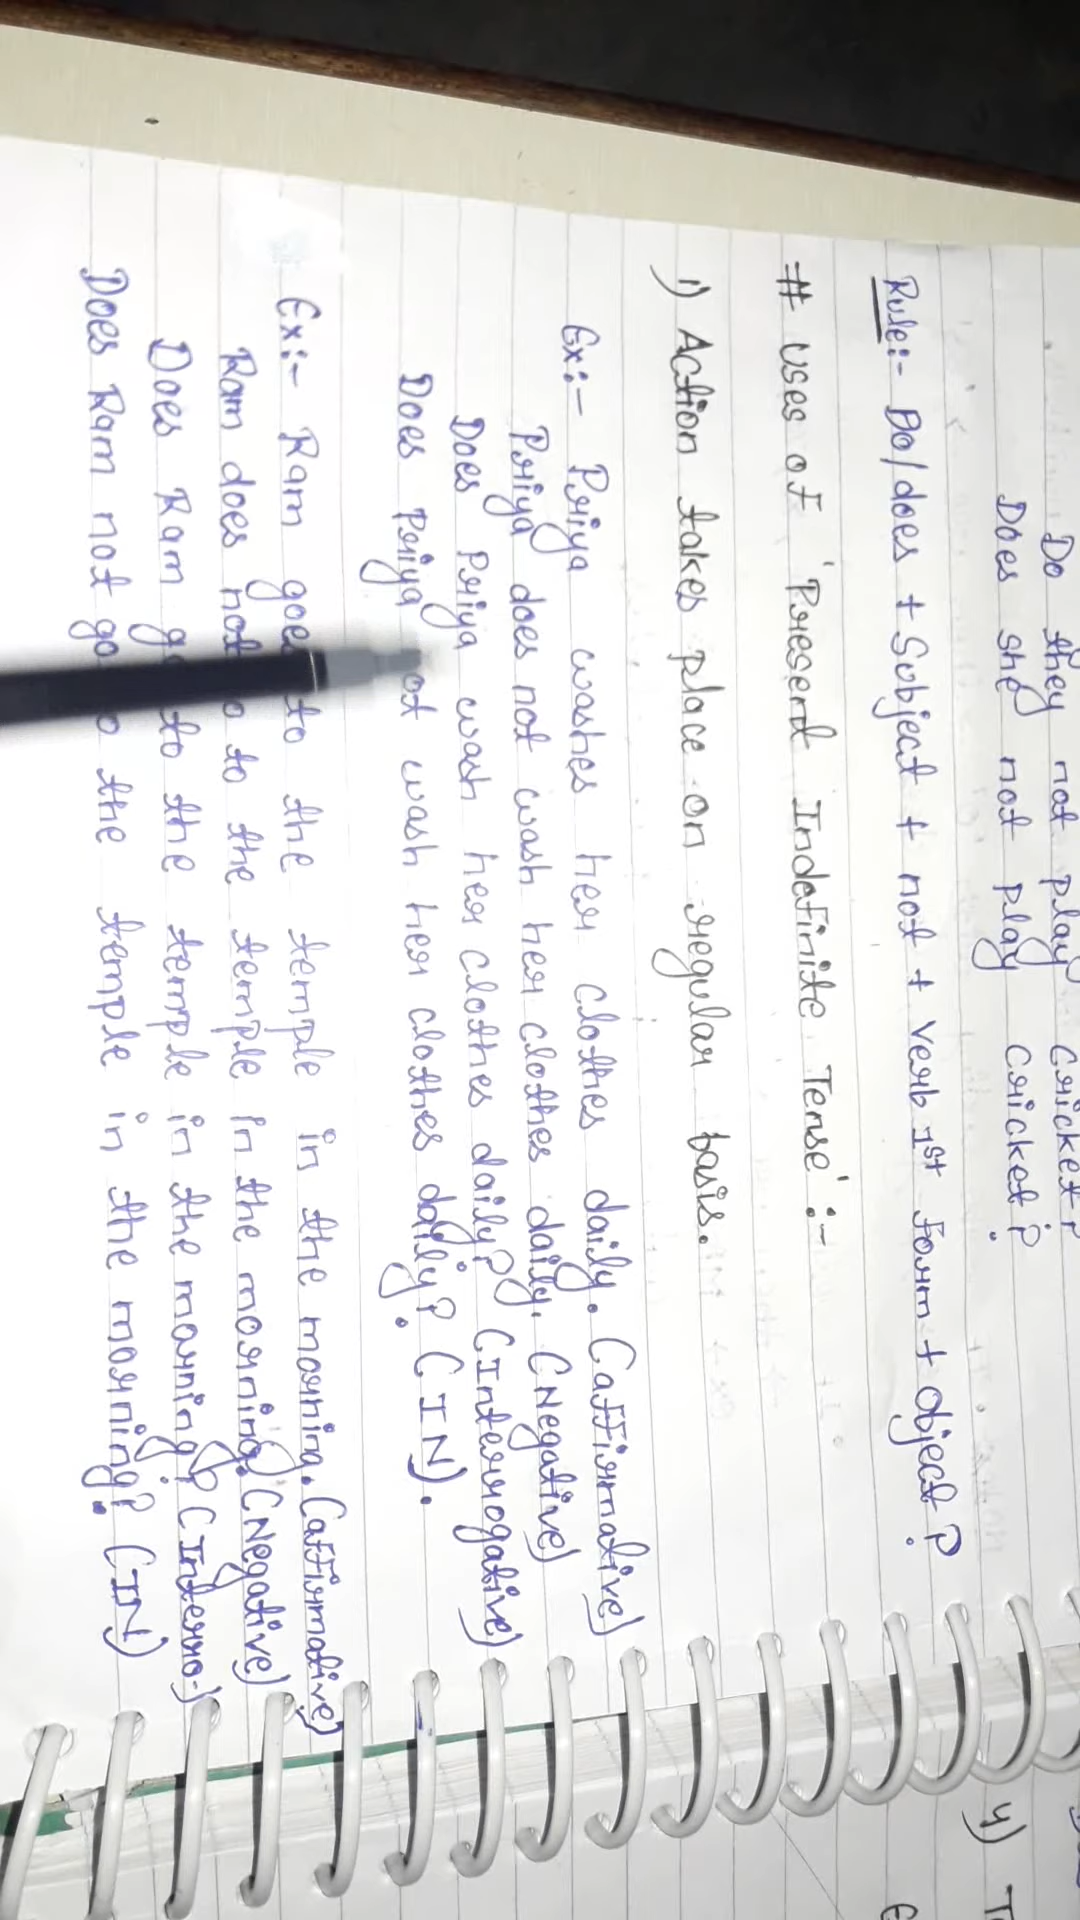 Do they not play cricket?
Does she not play cricket?
Rule:- Do/does + Subject + not + verb 1st form + object?
# uses of 'Present Indefinite Tense' :-
1) Action takes place on regular basis.
Ex:- Priya washes her clothes daily. (affirmative)
Priya does not wash her clothes daily. (Negative)
Does Priya wash her clothes daily? (Interrogative)
Does Priya not wash her clothes daily? (IN).
Ex:- Ram goes to the temple in the morning. (affirmative)
Ram does not to the temple in the morning. (Negative)
Does Ram go to the temple in the morning? (Interro-)
Does Ram not go to the temple in the morning? (IN)
4)